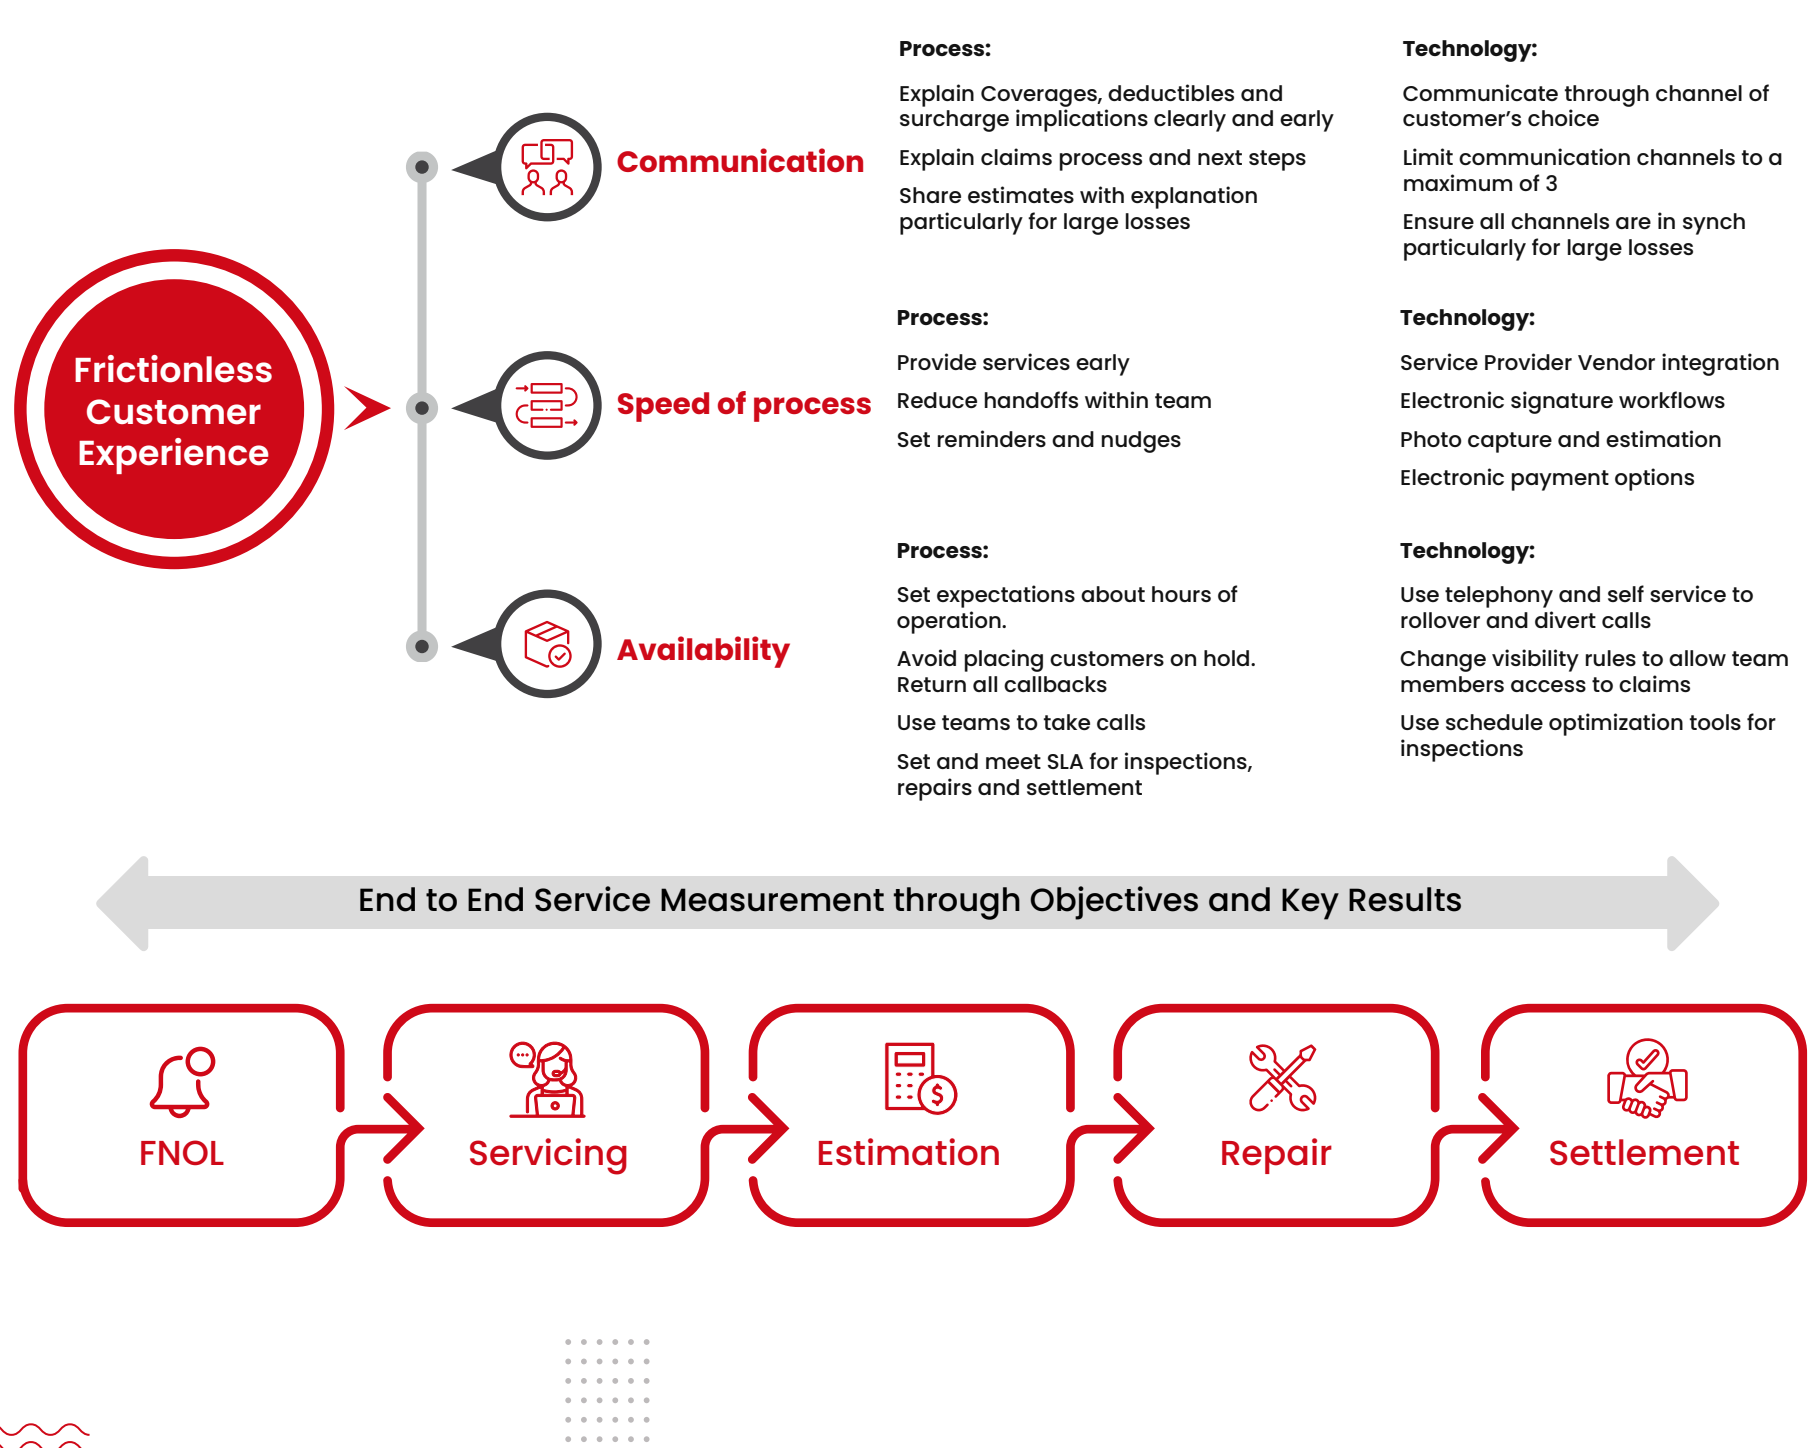 Frictionless
Customer
Experience
Communication
Process:
Explain Coverages, deductibles and
surcharge implications clearly and early
Explain claims process and next steps
Share estimates with explanation
particularly for large losses
Technology:
Communicate through channel of
customer's choice
Limit communication channels to a
maximum of 3
Ensure all channels are in synch
particularly for large losses
Speed of process
Process:
Provide services early
Reduce handoffs within team
Set reminders and nudges
Technology:
Service Provider Vendor integration
Electronic signature workflows
Photo capture and estimation
Electronic payment options
Availability
Process:
Set expectations about hours of
operation.
Avoid placing customers on hold.
Return all callbacks
Use teams to take calls
Set and meet SLA for inspections,
repairs and settlement
Technology:
Use telephony and self service to
rollover and divert calls
Change visibility rules to allow team
members access to claims
Use schedule optimization tools for
inspections
End to End Service Measurement through Objectives and Key Results
FNOL
Servicing
$
Estimation
Repair
Settlement